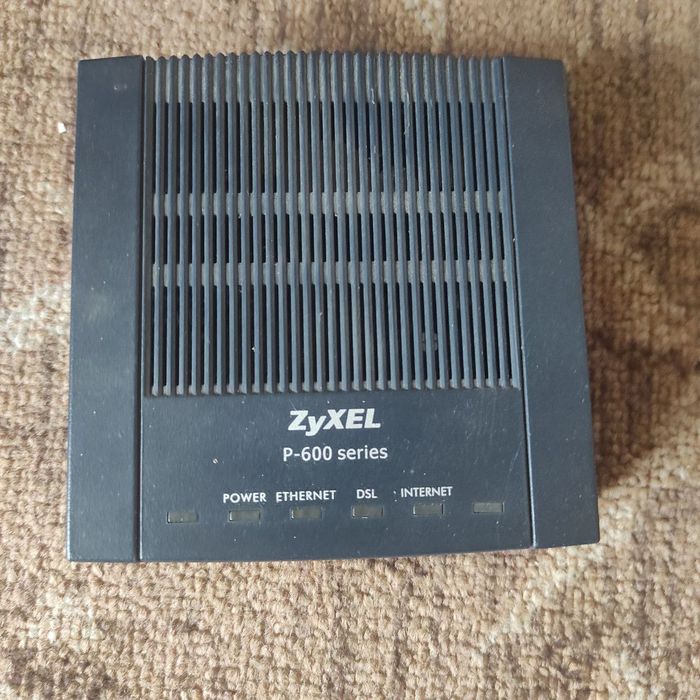 ZyXEL
P-600 series
POWER ETHERNET DSL INTERNET